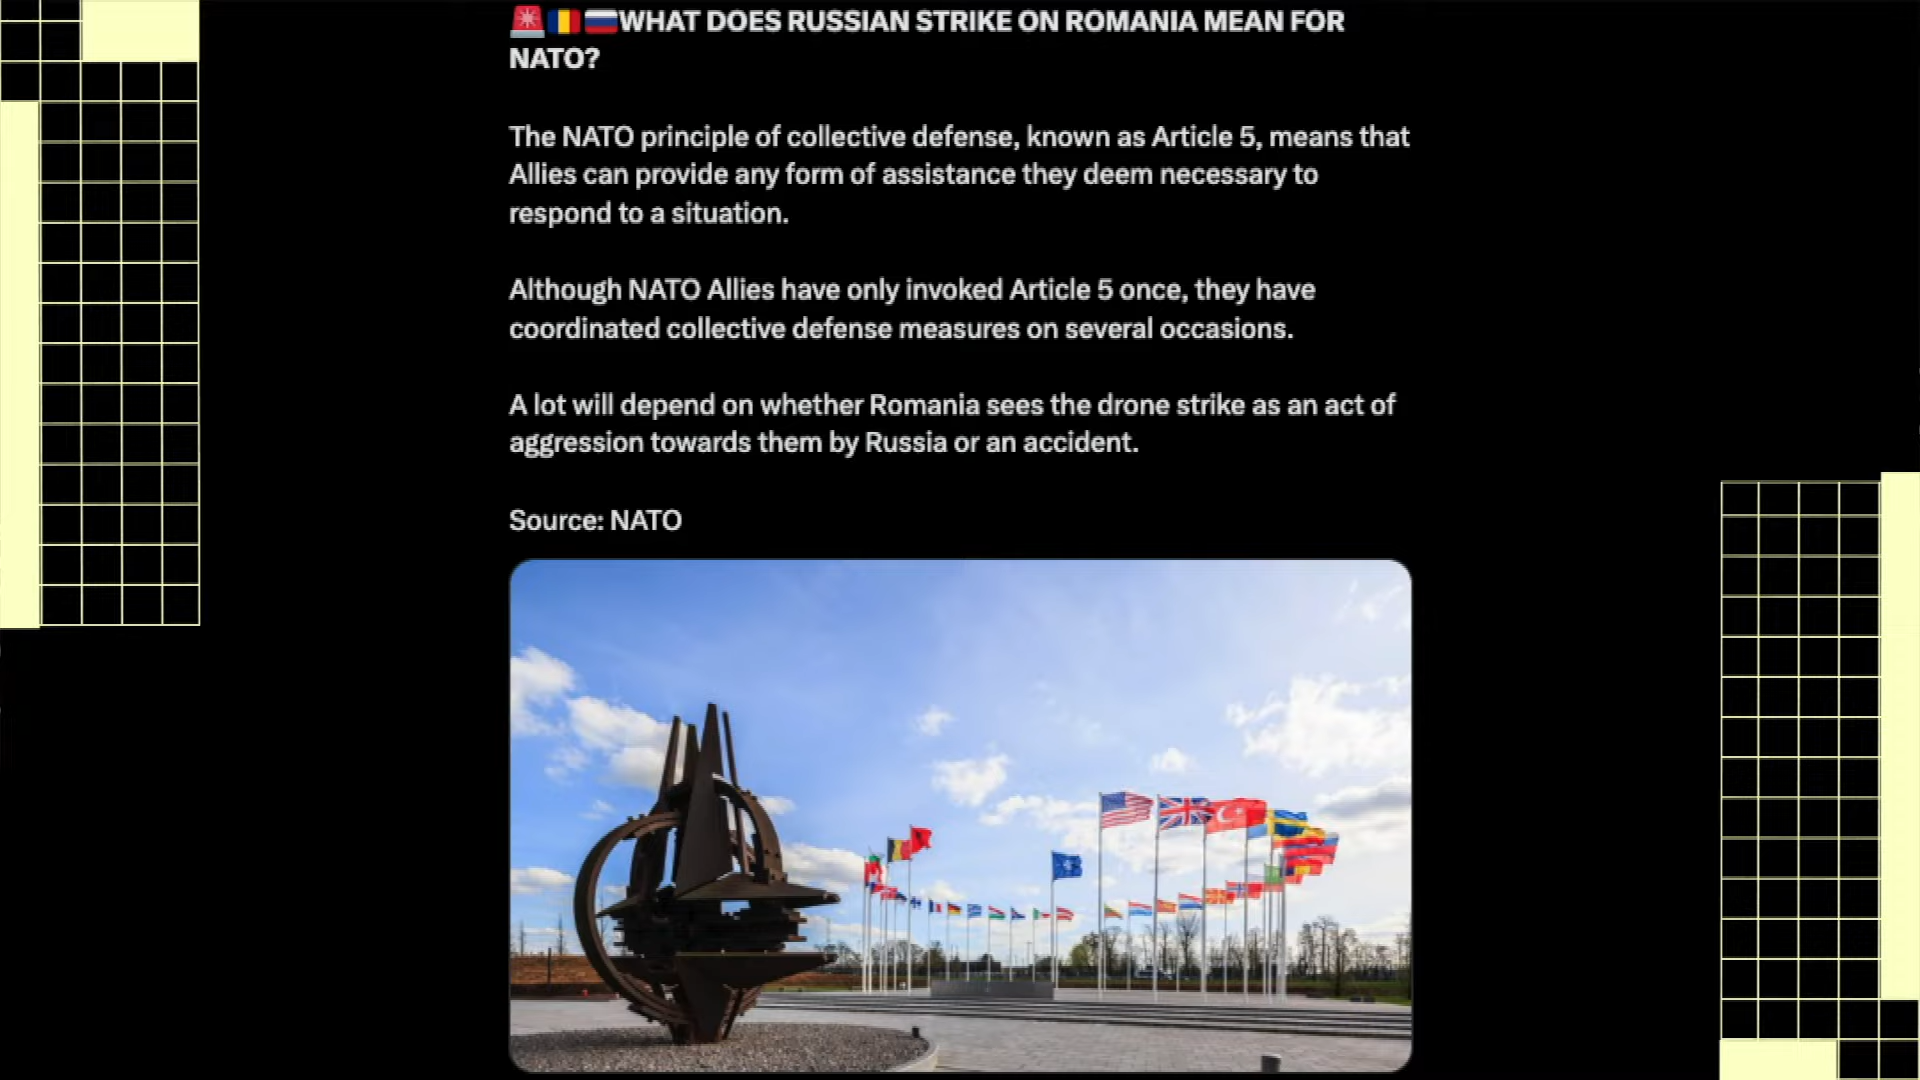 🚨🇷🇴🇷🇺WHAT DOES RUSSIAN STRIKE ON ROMANIA MEAN FOR
NATO?
The NATO principle of collective defense, known as Article 5, means that
Allies can provide any form of assistance they deem necessary to
respond to a situation.
Although NATO Allies have only invoked Article 5 once, they have
coordinated collective defense measures on several occasions.
A lot will depend on whether Romania sees the drone strike as an act of
aggression towards them by Russia or an accident.
Source: NATO